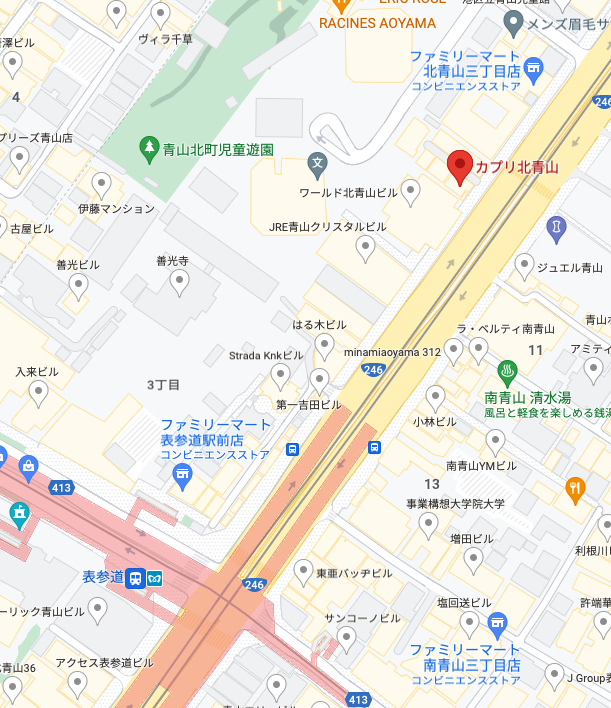 RACINES AOYAMA
ヴィラ千草
メンズ眉毛サ
ファミリーマート
北青山三丁目店
コンビニエンスストア
4
246
プリーズ青山店
青山北町児童遊園
カプリ北青山
ワールド北青山ビル
伊藤マンション
JRE青山クリスタルビル
古屋ビル
善光ビル
善光寺
ジュエル青山
はる木ビル
ラ・ベルティ南青山
青山ホ
Strada Knkビル
minamiaoyama 312
11
アミティ
246
入来ビル
3丁目
第一吉田ビル
南青山 清水湯
風呂と軽食を楽しめる銭湯
小林ビル
ファミリーマート
表参道駅前店
コンビニエンスストア
南青山YMビル
413
13
事業構想大学院大学
増田ビル
利根川ビ
表参道
246
東亜バッヂビル
ーリック青山ビル
サンコーノビル
塩回送ビル
許端華
ファミリーマート
南青山三丁目店
コンビニエンスストア
北青山36
アクセス表参道ビル
J Group表
413